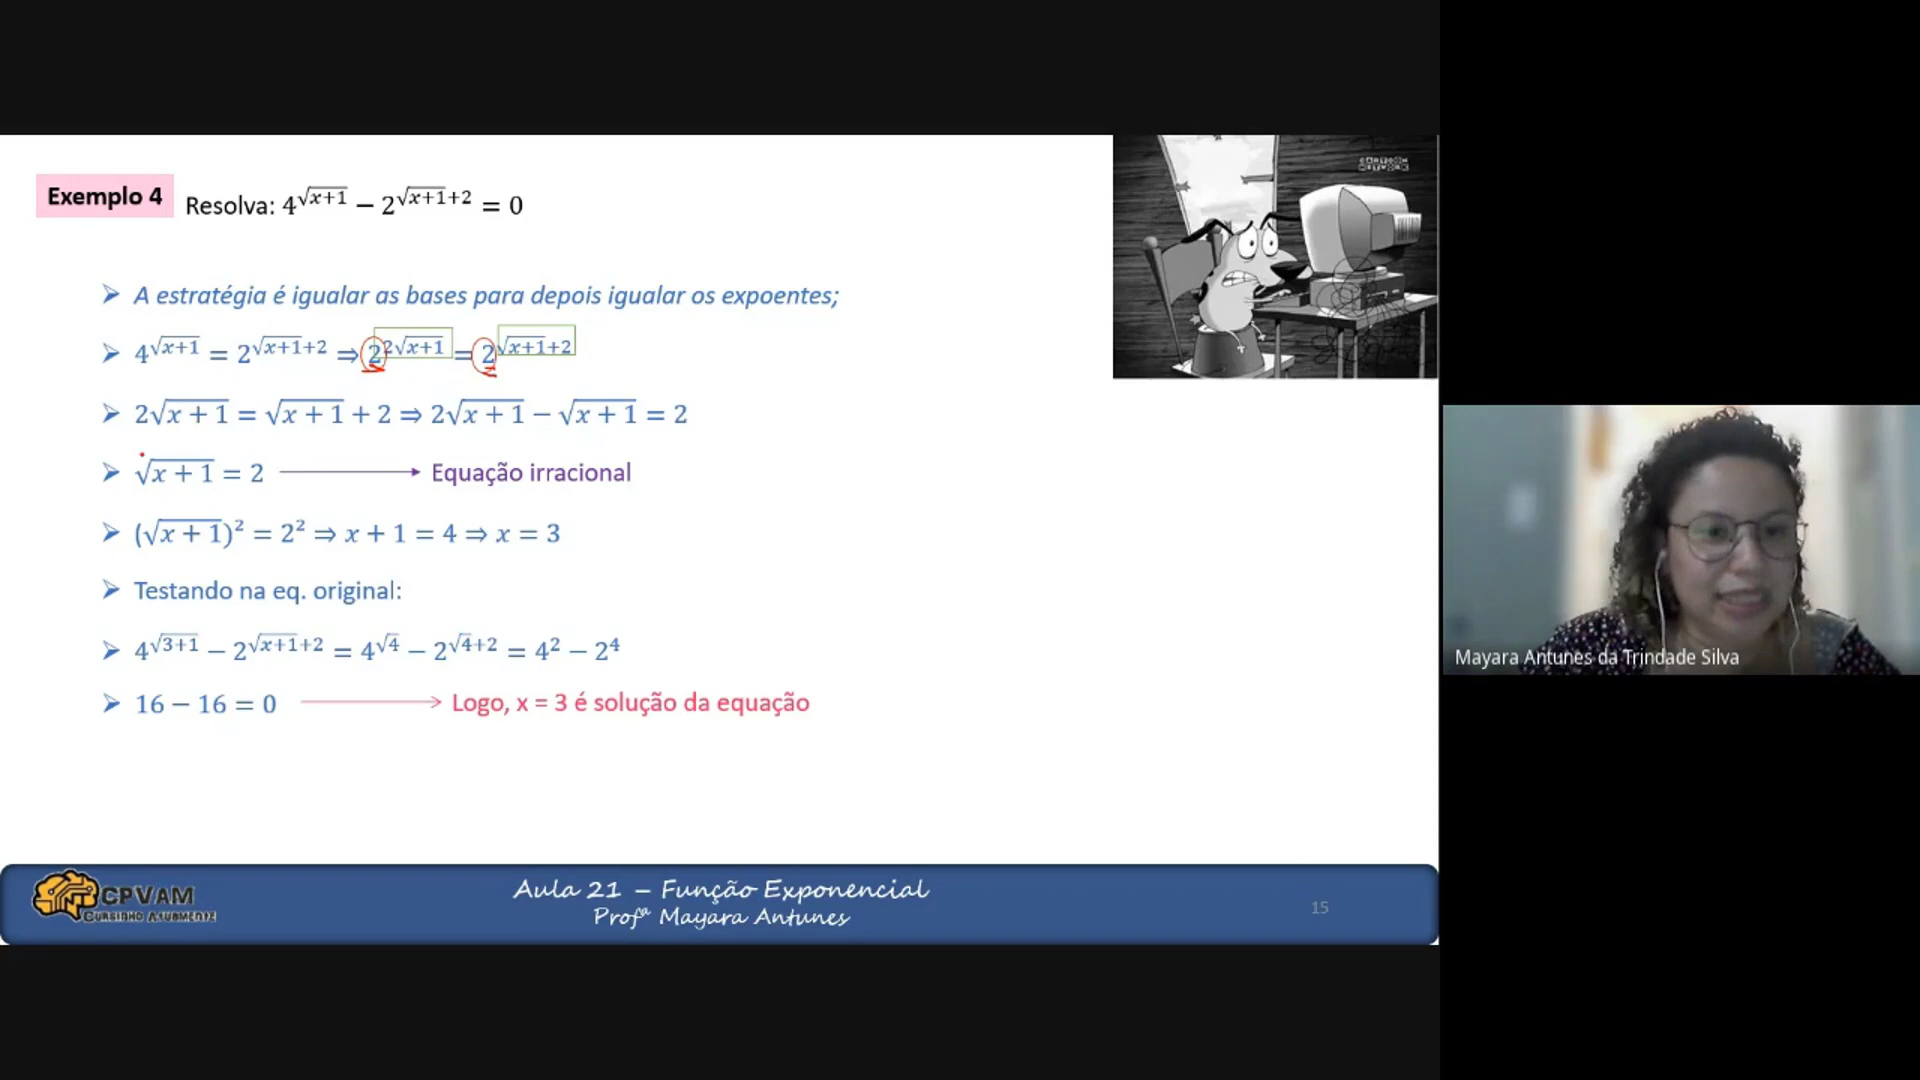 Exemplo 4 Resolva: 4^{√(x+1)} − 2^{√(x+1)+2} = 0
CARTOON NETWORK
➤ A estratégia é igualar as bases para depois igualar os expoentes;
➤ 4^{√(x+1)} = 2^{√(x+1)+2} ⇒ 2^{2√(x+1)} = 2^{√(x+1)+2}
➤ 2√(x+1) = √(x+1) + 2 ⇒ 2√(x+1) − √(x+1) = 2
➤ √(x+1) = 2 → Equação irracional
➤ (√(x+1))² = 2² ⇒ x + 1 = 4 ⇒ x = 3
➤ Testando na eq. original:
➤ 4^{√(3+1)} − 2^{√(x+1)+2} = 4^{√4} − 2^{√4+2} = 4² − 2⁴
➤ 16 − 16 = 0 → Logo, x = 3 é solução da equação
Mayara Antunes da Trindade Silva
CPVAM
Cursinho Asubmente
Aula 21 – Função Exponencial
Profª Mayara Antunes
15